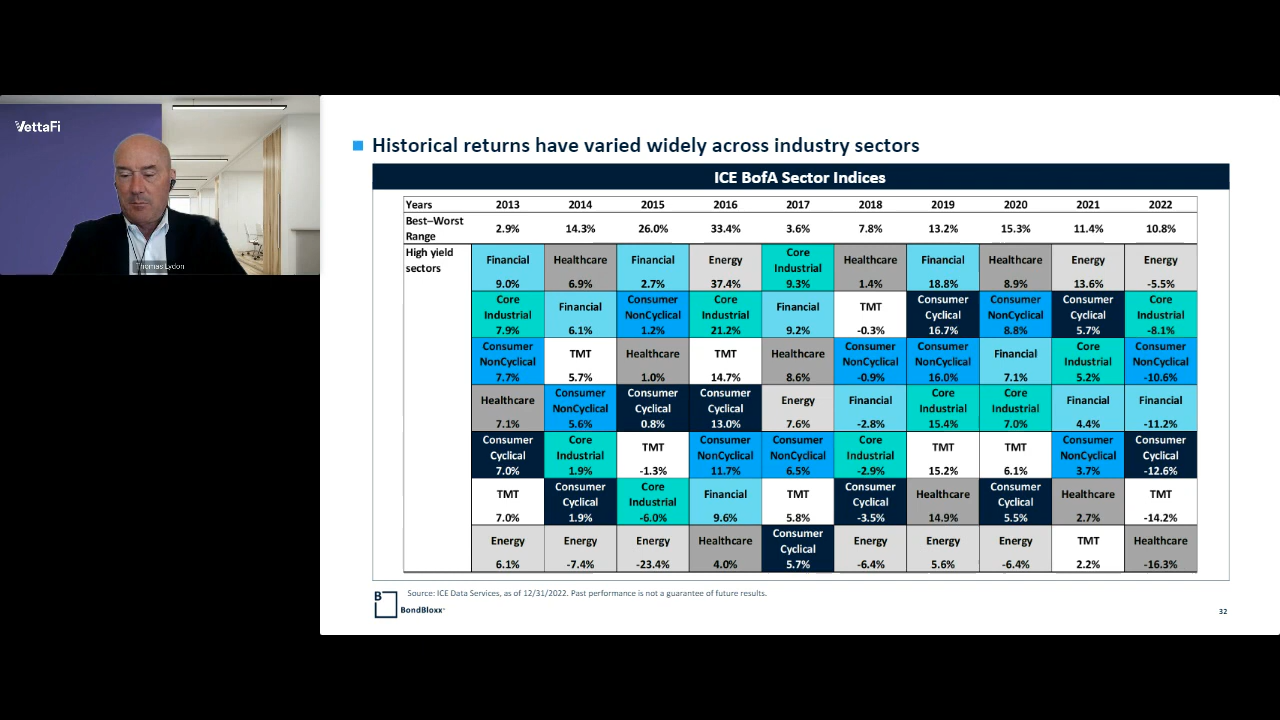 VettaFi
Thomas Lydon
Historical returns have varied widely across industry sectors
ICE BofA Sector Indices
Years 2013 2014 2015 2016 2017 2018 2019 2020 2021 2022
Best–Worst Range 2.9% 14.3% 26.0% 33.4% 3.6% 7.8% 13.2% 15.3% 11.4% 10.8%
High yield sectors
Financial Healthcare Financial Energy Core Industrial Healthcare Financial Healthcare Energy Energy
9.0% 6.9% 2.7% 37.4% 9.3% 1.4% 18.8% 8.9% 13.6% -5.5%
Core Industrial Financial Consumer NonCyclical Core Industrial Financial TMT Consumer Cyclical Consumer NonCyclical Consumer Cyclical Core Industrial
7.9% 6.1% 1.2% 21.2% 9.2% -0.3% 16.7% 8.8% 5.7% -8.1%
Consumer NonCyclical TMT Healthcare TMT Healthcare Consumer NonCyclical Consumer NonCyclical Financial Core Industrial Consumer NonCyclical
7.7% 5.7% 1.0% 14.7% 8.6% -0.9% 16.0% 7.1% 5.2% -10.6%
Healthcare Consumer NonCyclical Consumer Cyclical Consumer Cyclical Energy Financial Core Industrial Core Industrial Financial Financial
7.1% 5.6% 0.8% 13.0% 7.6% -2.8% 15.4% 7.0% 4.4% -11.2%
Consumer Cyclical Core Industrial TMT Consumer NonCyclical Consumer NonCyclical Core Industrial TMT TMT Consumer NonCyclical Consumer Cyclical
7.0% 1.9% -1.3% 11.7% 6.5% -2.9% 15.2% 6.1% 3.7% -12.6%
TMT Consumer Cyclical Core Industrial Financial TMT Consumer Cyclical Healthcare Consumer Cyclical Healthcare TMT
7.0% 1.9% -6.0% 9.6% 5.8% -3.5% 14.9% 5.5% 2.7% -14.2%
Energy Energy Energy Healthcare Consumer Cyclical Energy Energy Energy TMT Healthcare
6.1% -7.4% -23.4% 4.0% 5.7% -6.4% 5.6% -6.4% 2.2% -16.3%
Source: ICE Data Services, as of 12/31/2022. Past performance is not a guarantee of future results.
B
BondBloxx
32